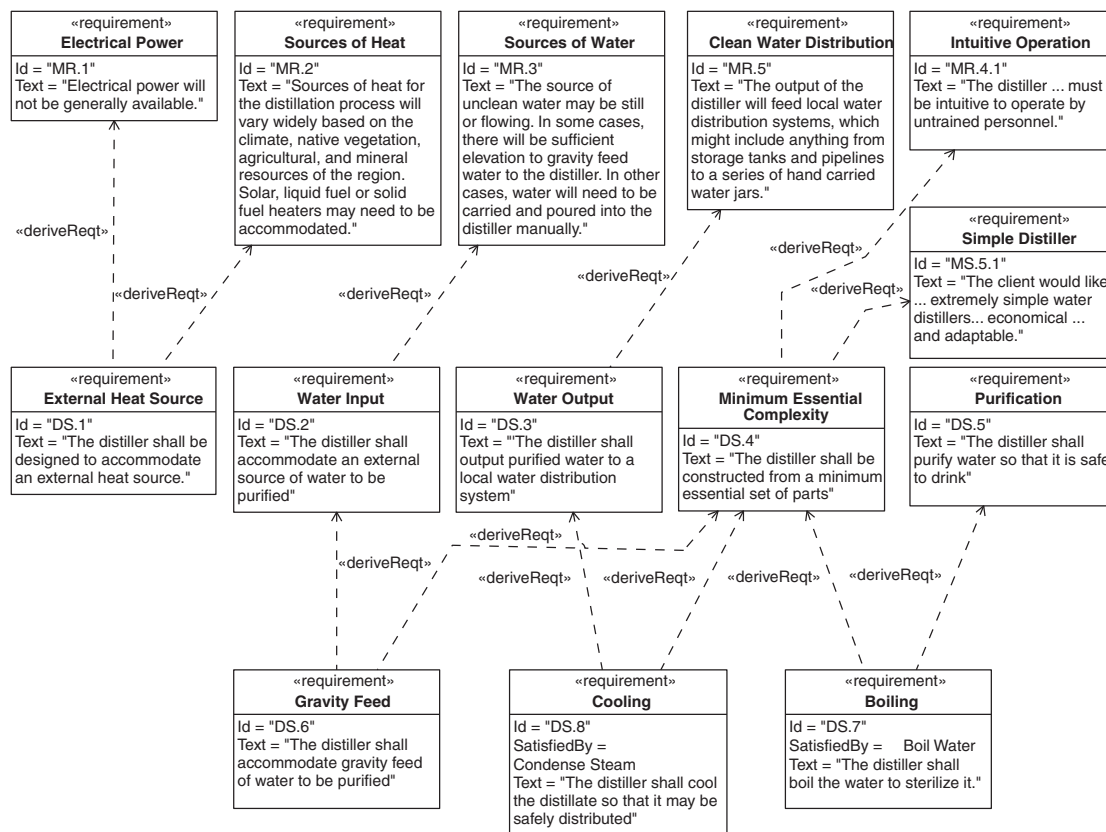 «requirement»
Electrical Power
Id = "MR.1"
Text = "Electrical power will
not be generally available."
«requirement»
Sources of Heat
Id = "MR.2"
Text = "Sources of heat for
the distillation process will
vary widely based on the
climate, native vegetation,
agricultural, and mineral
resources of the region.
Solar, liquid fuel or solid
fuel heaters may need to be
accommodated."
«requirement»
Sources of Water
Id = "MR.3"
Text = "The source of
unclean water may be still
or flowing. In some cases,
there will be sufficient
elevation to gravity feed
water to the distiller. In other
cases, water will need to be
carried and poured into the
distiller manually."
«requirement»
Clean Water Distribution
Id = "MR.5"
Text = "The output of the
distiller will feed local water
distribution systems, which
might include anything from
storage tanks and pipelines
to a series of hand carried
water jars."
«requirement»
Intuitive Operation
Id = "MR.4.1"
Text = "The distiller ... must
be intuitive to operate by
untrained personnel."
«requirement»
Simple Distiller
Id = "MS.5.1"
Text = "The client would like
... extremely simple water
distillers... economical ...
and adaptable."
«deriveReqt»
«deriveReqt»
«deriveReqt»
«deriveReqt»
«deriveReqt»
«deriveReqt»
«requirement»
External Heat Source
Id = "DS.1"
Text = "The distiller shall be
designed to accommodate
an external heat source."
«requirement»
Water Input
Id = "DS.2"
Text = "The distiller shall
accommodate an external
source of water to be
purified"
«requirement»
Water Output
Id = "DS.3"
Text = "'The distiller shall
output purified water to a
local water distribution
system"
«requirement»
Minimum Essential
Complexity
Id = "DS.4"
Text = "The distiller shall be
constructed from a minimum
essential set of parts"
«requirement»
Purification
Id = "DS.5"
Text = "The distiller shall
purify water so that it is safe
to drink"
«deriveReqt»
«deriveReqt»
«deriveReqt»
«deriveReqt»
«deriveReqt»
«deriveReqt»
«requirement»
Gravity Feed
Id = "DS.6"
Text = "The distiller shall
accommodate gravity feed
of water to be purified"
«requirement»
Cooling
Id = "DS.8"
SatisfiedBy =
Condense Steam
Text = "The distiller shall cool
the distillate so that it may be
safely distributed"
«requirement»
Boiling
Id = "DS.7"
SatisfiedBy = Boil Water
Text = "The distiller shall
boil the water to sterilize it."